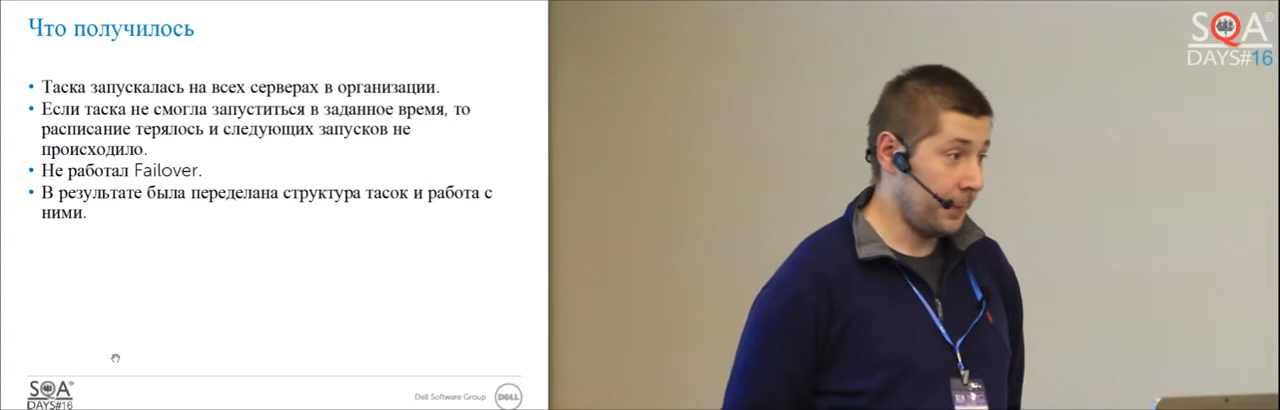 Что получилось
• Таска запускалась на всех серверах в организации.
• Если таска не смогла запуститься в заданное время, то
расписание терялось и следующих запусков не
происходило.
• Не работал Failover.
• В результате была переделана структура тасок и работа с
ними.
SQA®
DAYS#16
Dell Software Group
DELL
SQA®
DAYS#16